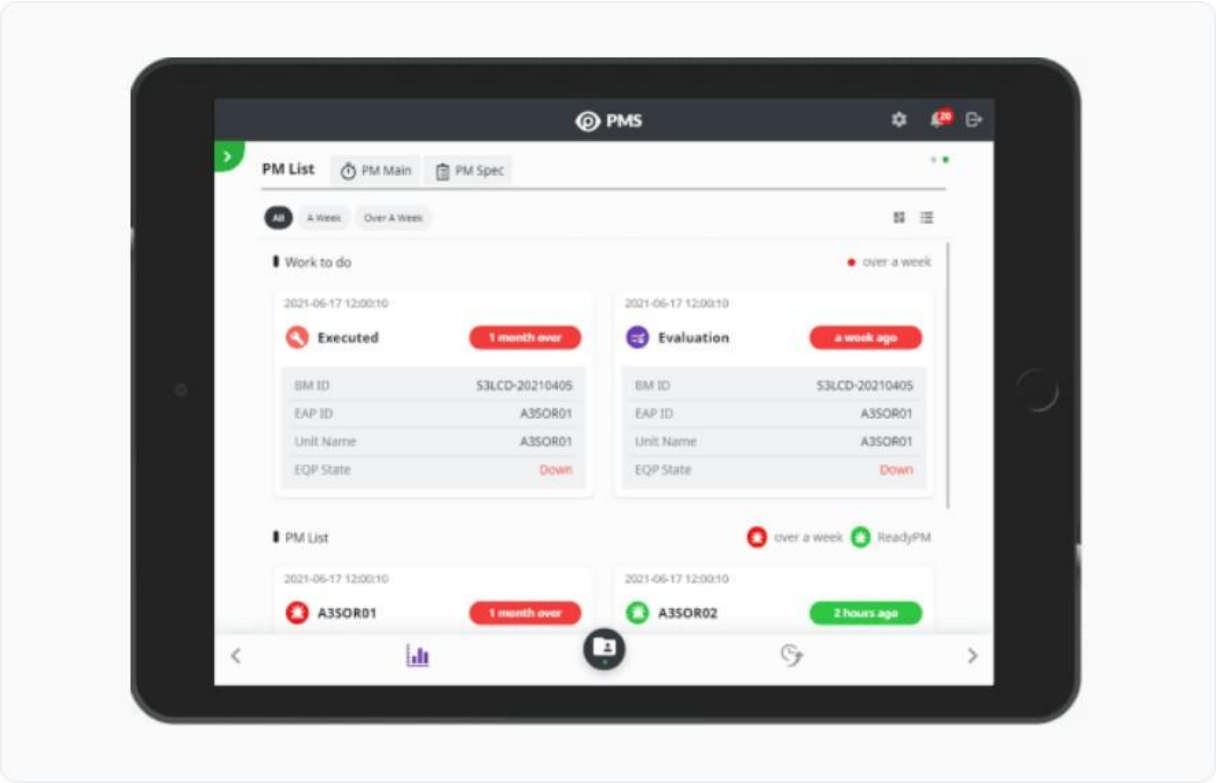 PMS
20
PM List PM Main PM Spec
All A Week Over A Week
Work to do over a week
2021-06-17 12:00:10
Executed 1 month over
BM ID S3LCD-20210405
EAP ID A3SOR01
Unit Name A3SOR01
EQP State Down
2021-06-17 12:00:10
Evaluation a week ago
BM ID S3LCD-20210405
EAP ID A3SOR01
Unit Name A3SOR01
EQP State Down
PM List over a week ReadyPM
2021-06-17 12:00:10
A3SOR01 1 month over
2021-06-17 12:00:10
A3SOR02 2 hours ago